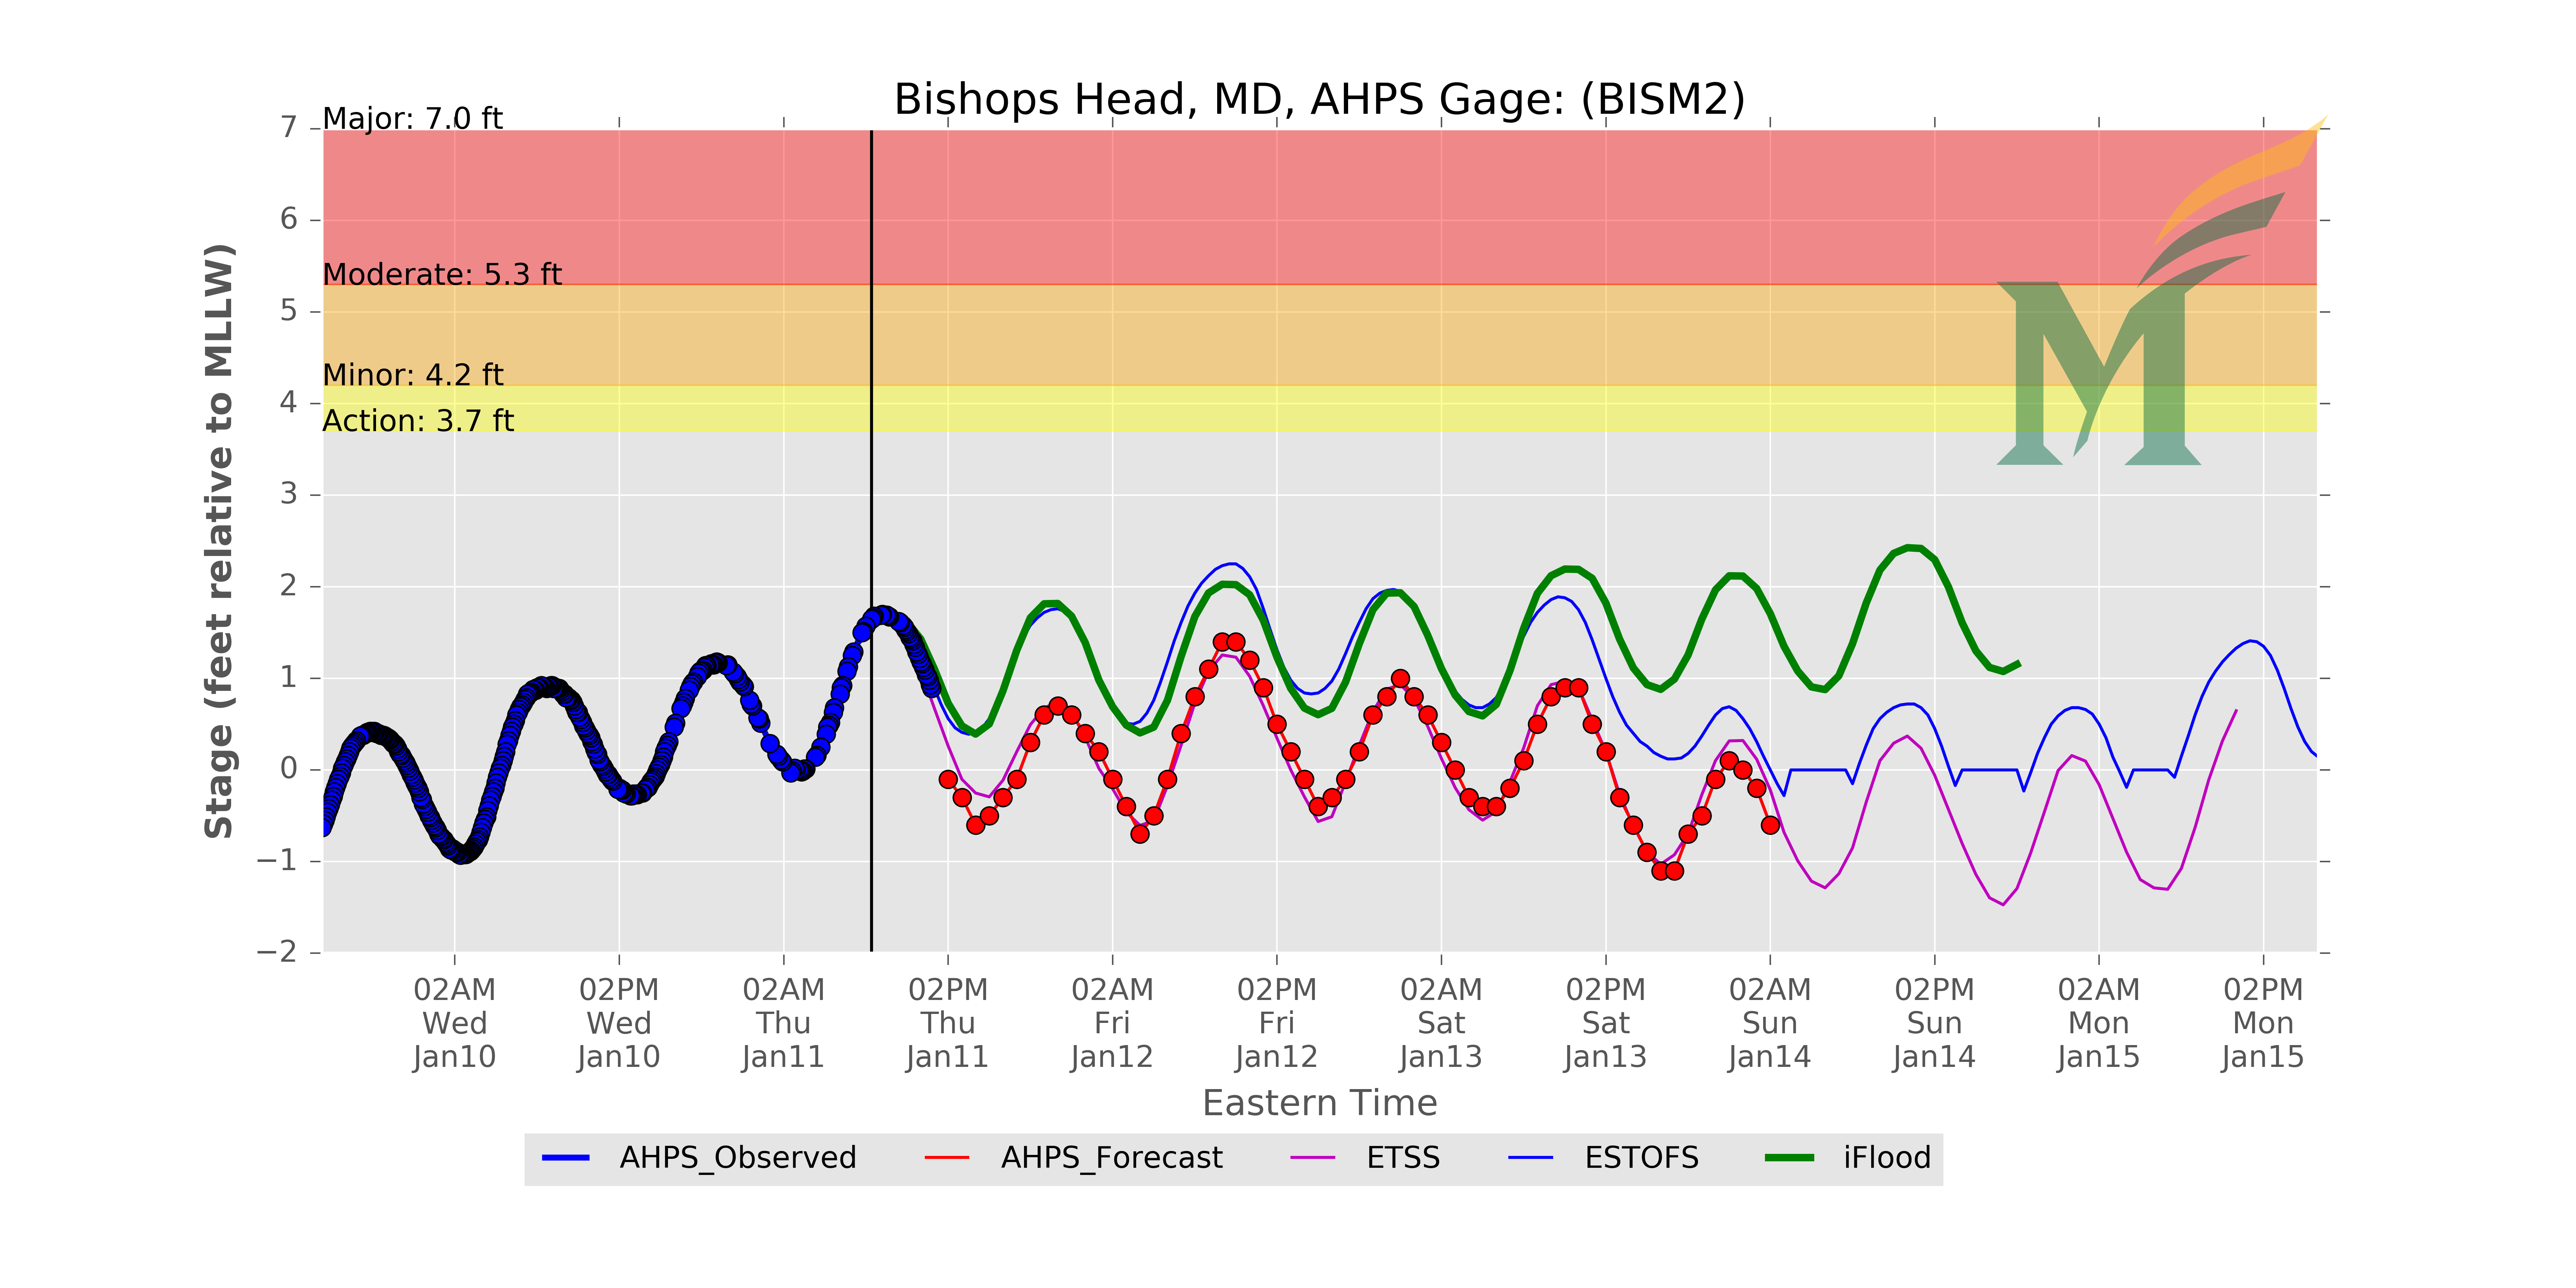 Bishops Head, MD, AHPS Gage: (BISM2)
Major: 7.0 ft
Moderate: 5.3 ft
Minor: 4.2 ft
Action: 3.7 ft
Stage (feet relative to MLLW)
7
6
5
4
3
2
1
0
−1
−2
M
02AM 02PM 02AM 02PM 02AM 02PM 02AM 02PM 02AM 02PM 02AM 02PM
Wed Wed Thu Thu Fri Fri Sat Sat Sun Sun Mon Mon
Jan10 Jan10 Jan11 Jan11 Jan12 Jan12 Jan13 Jan13 Jan14 Jan14 Jan15 Jan15
Eastern Time
AHPS_Observed AHPS_Forecast ETSS ESTOFS iFlood